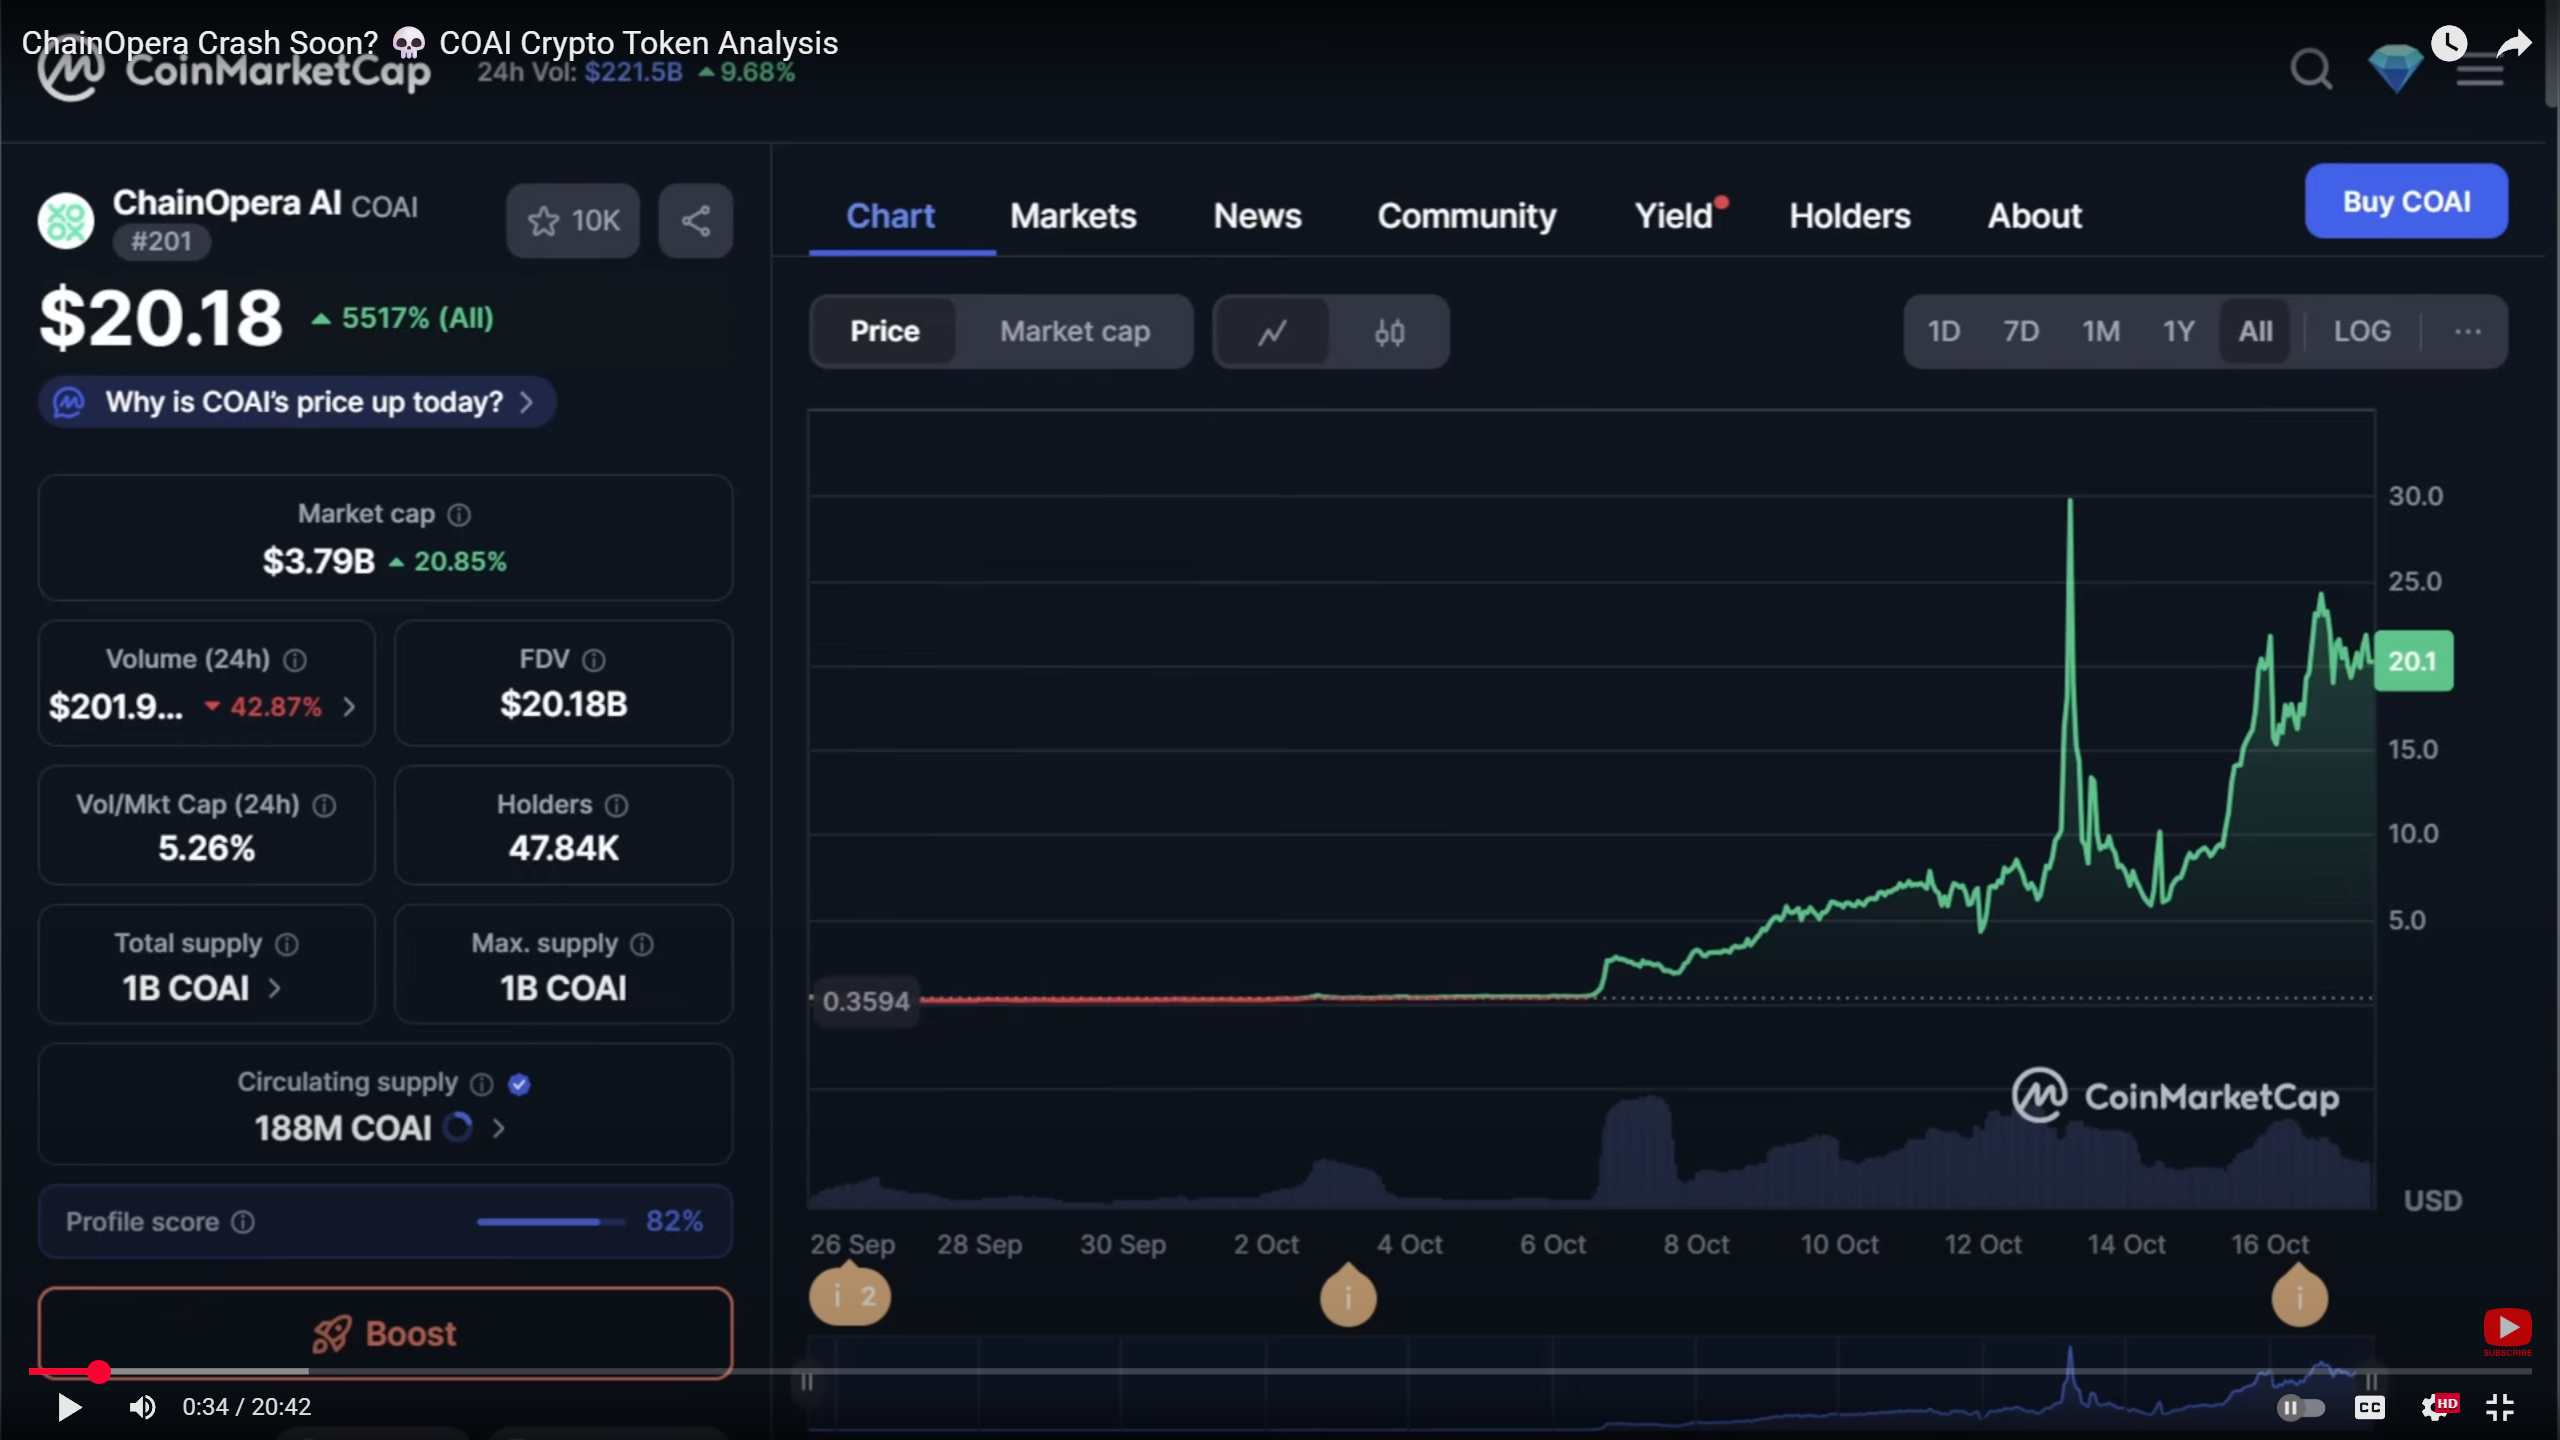 ChainOpera Crash Soon? 💀 COAI Crypto Token Analysis
CoinMarketCap
24h Vol: $221.5B 9.68%
ChainOpera AI COAI
#201
10K
$20.18 5517% (All)
Why is COAI's price up today?
Market cap
$3.79B 20.85%
Volume (24h)
$201.9... 42.87%
FDV
$20.18B
Vol/Mkt Cap (24h)
5.26%
Holders
47.84K
Total supply
1B COAI
Max. supply
1B COAI
Circulating supply
188M COAI
Profile score 82%
Boost
Chart Markets News Community Yield Holders About
Buy COAI
Price Market cap
1D 7D 1M 1Y All LOG ...
30.0
25.0
20.1
15.0
10.0
5.0
0.3594
CoinMarketCap
USD
26 Sep 28 Sep 30 Sep 2 Oct 4 Oct 6 Oct 8 Oct 10 Oct 12 Oct 14 Oct 16 Oct
i 2
i
i
SUBSCRIBE
0:34 / 20:42
CC
HD